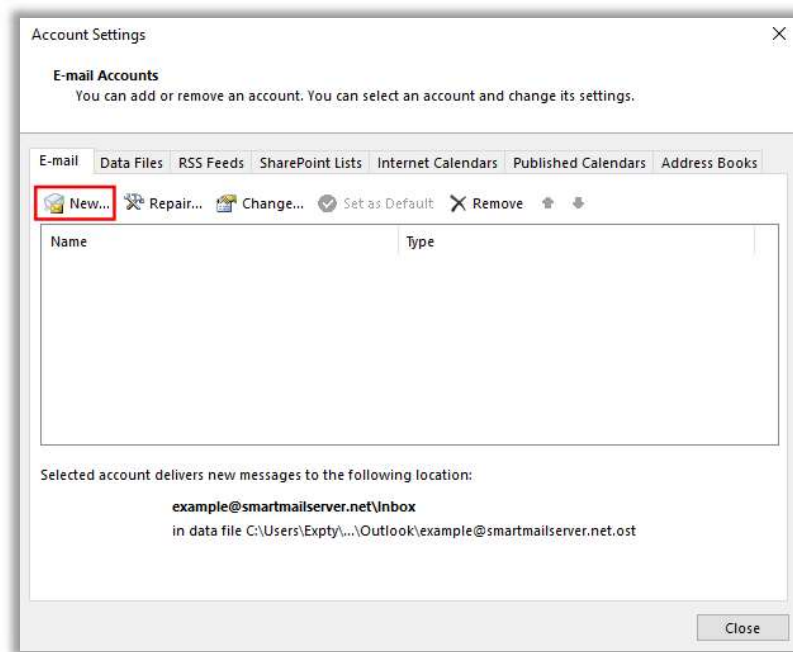 Account Settings
E-mail Accounts
You can add or remove an account. You can select an account and change its settings.
E-mail Data Files RSS Feeds SharePoint Lists Internet Calendars Published Calendars Address Books
New... Repair... Change... Set as Default Remove
Name Type
Selected account delivers new messages to the following location:
example@smartmailserver.net\Inbox
in data file C:\Users\Expty\...\Outlook\example@smartmailserver.net.ost
Close